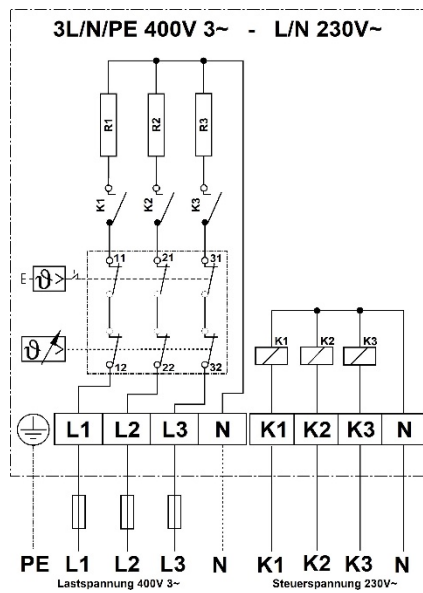 3L/N/PE 400V 3~ - L/N 230V~
R1 R2 R3
K1 K2 K3
11 21 31
E ϑ
ϑ
12 22 32
K1 K2 K3
L1 L2 L3 N K1 K2 K3 N
PE L1 L2 L3 N K1 K2 K3 N
Lastspannung 400V 3~ Steuerspannung 230V~